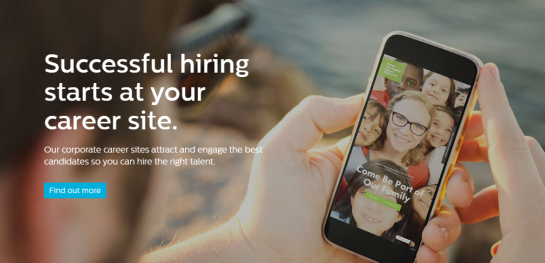 Successful hiring
starts at your
career site.
Our corporate career sites attract and engage the best
candidates so you can hire the right talent.
Find out more
Come Be Part of
Our Family